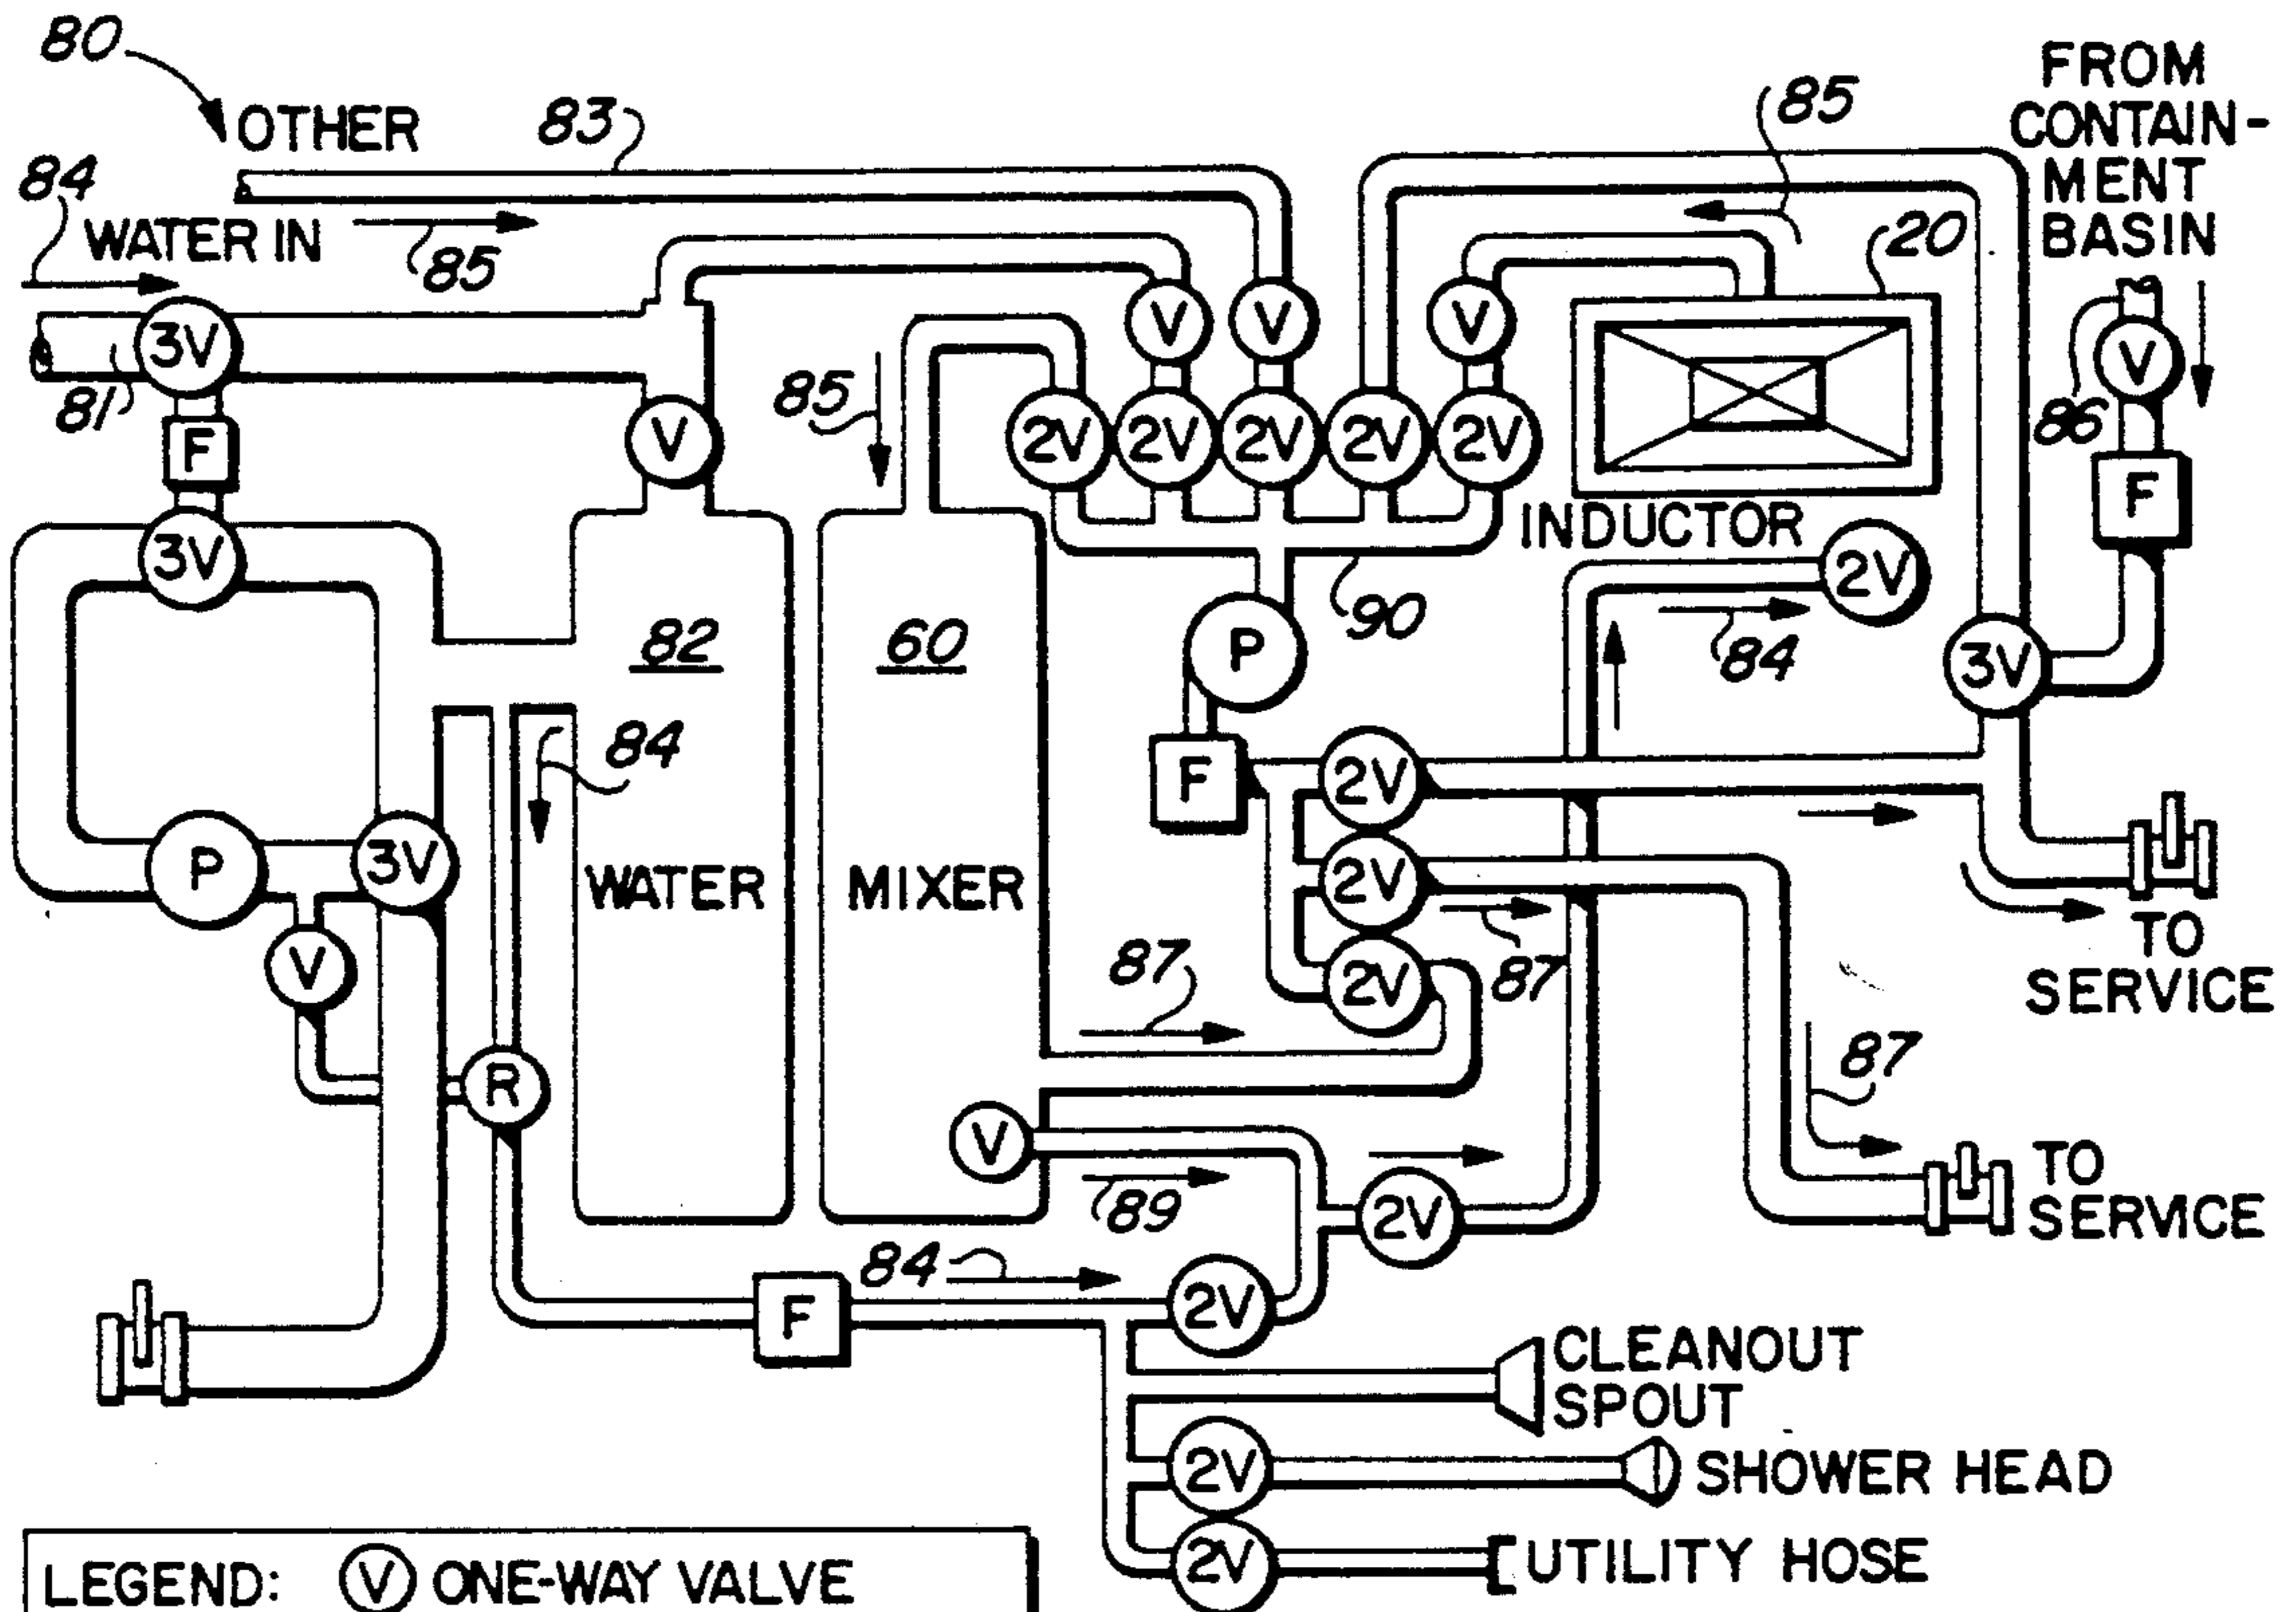 80
OTHER
83
85
FROM
CONTAIN-
MENT
BASIN
84
WATER IN
85
20
3V
V
V
V
V
81
F
V
85
2V
2V
2V
2V
2V
86
F
INDUCTOR
3V
2V
90
84
82
60
P
3V
84
F
2V
P
3V
WATER
MIXER
2V
87
TO
SERVICE
V
87
2V
87
R
V
89
2V
TO
SERVICE
84
F
2V
CLEANOUT
SPOUT
2V
SHOWER HEAD
2V
UTILITY HOSE
LEGEND: V ONE-WAY VALVE